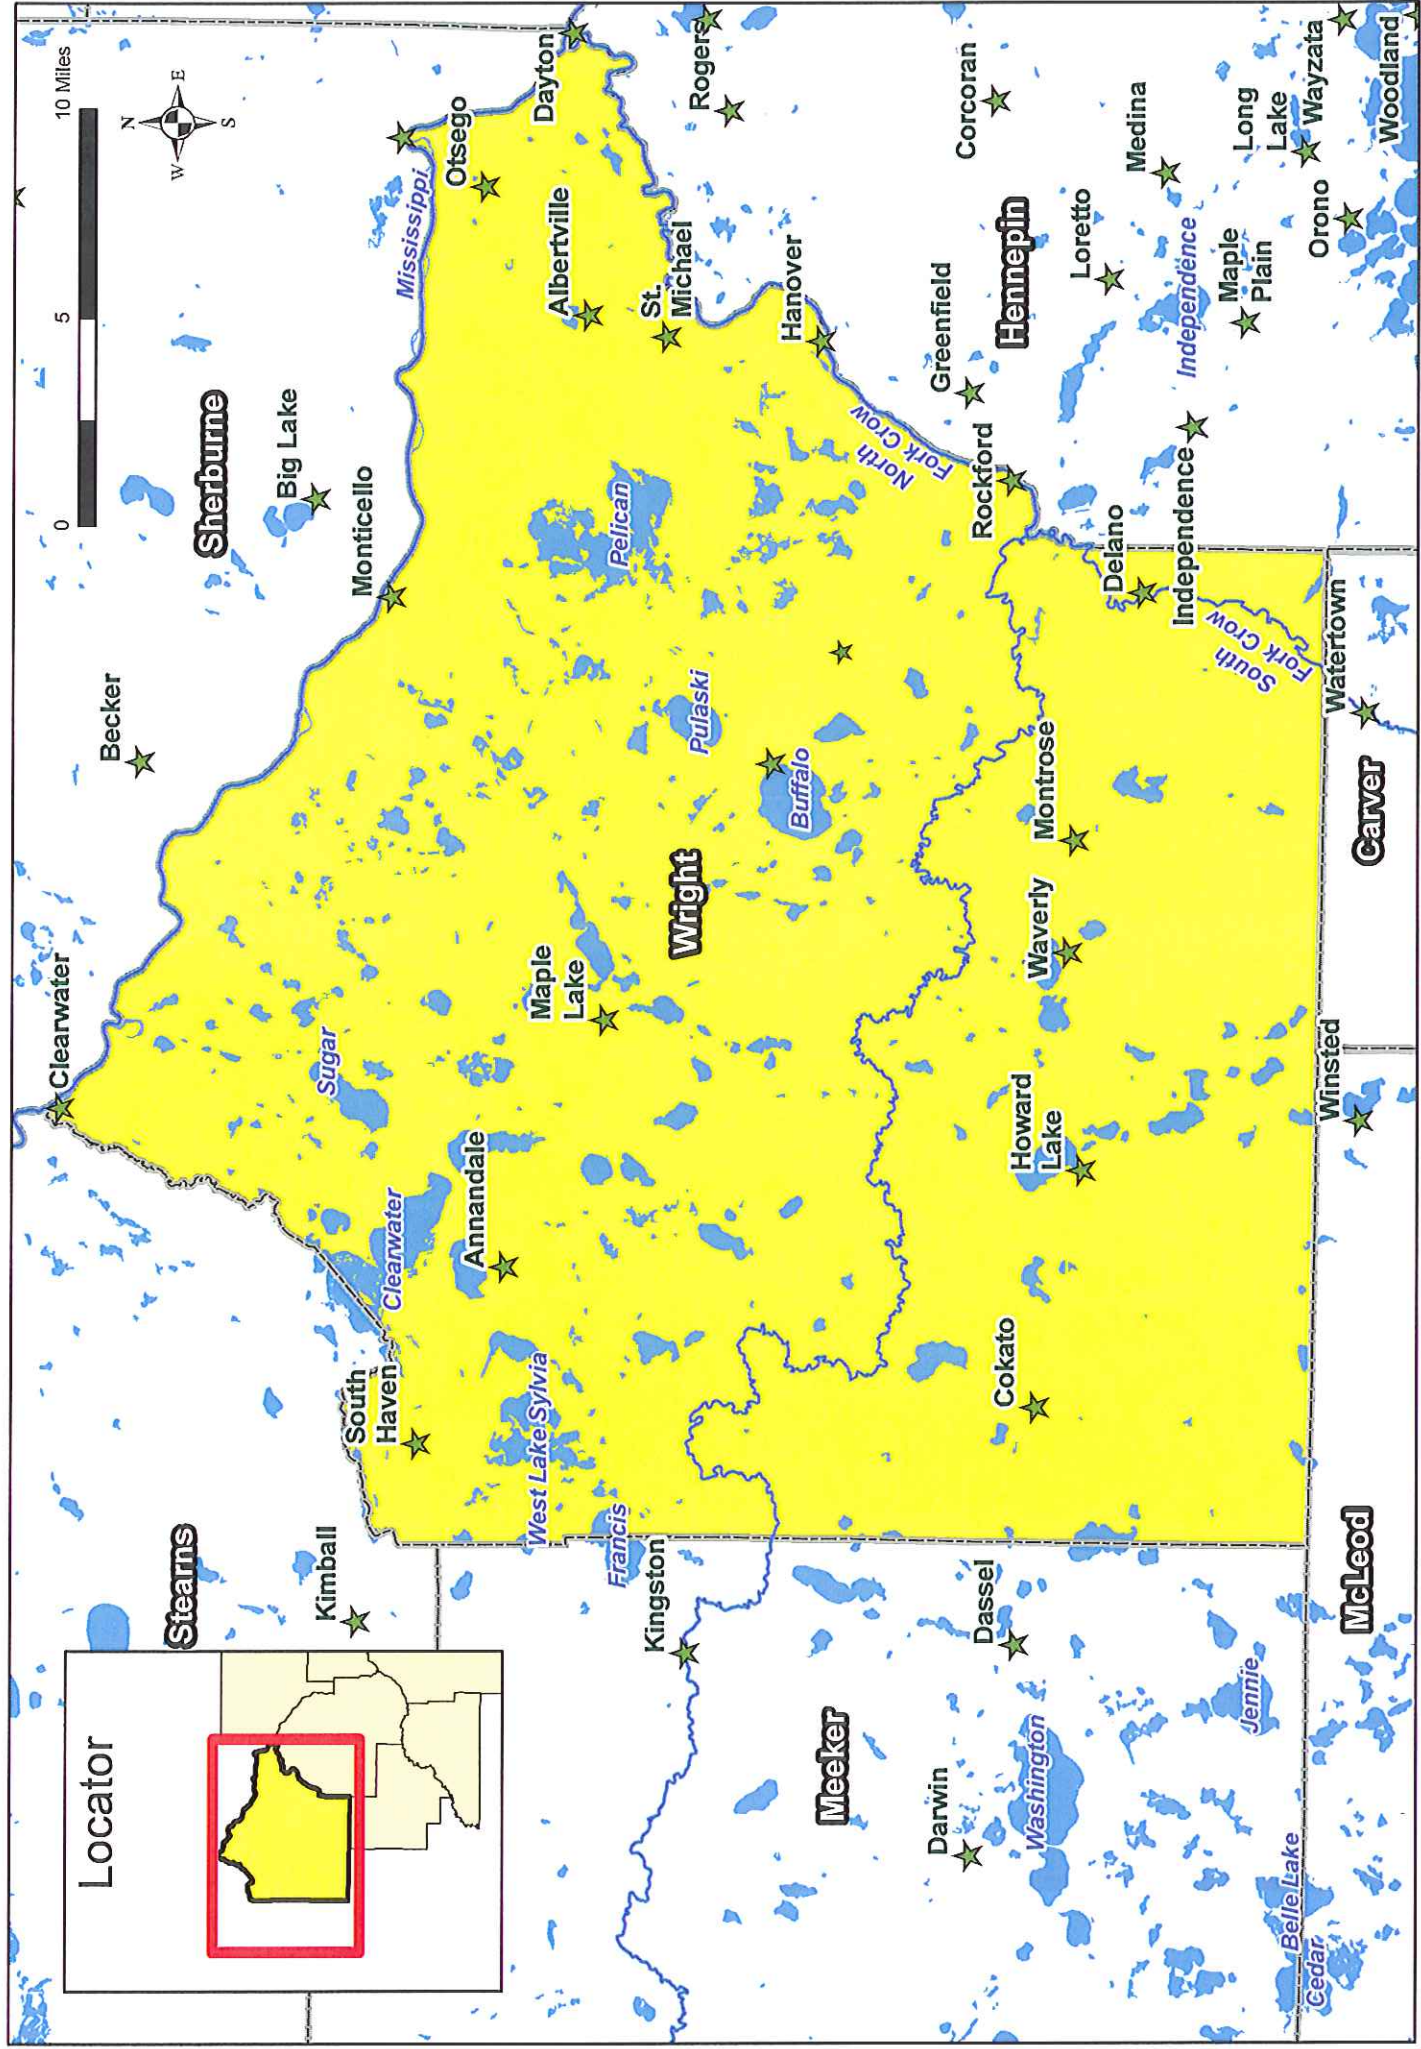 Locator
Stearns
Kimball
South
Haven
Clearwater
Becker
Sherburne
Big Lake
Monticello
0
5
10 Miles
N
W
E
S
Mississippi
Otsego
Dayton
Rogers
Albertville
St.
Michael
Hanover
Corcoran
Greenfield
Hennepin
Medina
Loretto
Independence
Maple
Plain
Long
Lake
Wayzata
Orono
Woodland
Sugar
Clearwater
Annandale
Maple
Lake
Pelican
Pulaski
Buffalo
Wright
West Lake Sylvia
Francis
Kingston
North
Fork Crow
Rockford
Delano
Independence
South
Fork Crow
Montrose
Waverly
Howard
Lake
Cokato
Dassel
Meeker
Darwin
Washington
Jennie
Belle Lake
Cedar
McLeod
Winsted
Carver
Watertown